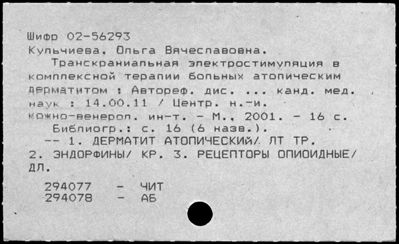 Шифр 02-56293
Кульчиева, Ольга Вячеславовна.
Транскраниальная электростимуляция в
комплексной терапии больных атопическим
дерматитом : Автореф. дис. ... канд. мед.
наук : 14.00.11 / Центр. н.-и.
кожно-венерол. ин-т. - М., 2001. - 16 с.
Библиогр.: с. 16 (6 назв.).
-- 1. ДЕРМАТИТ АТОПИЧЕСКИЙ/ ЛТ ТР.
2. ЭНДОРФИНЫ/ КР. 3. РЕЦЕПТОРЫ ОПИОИДНЫЕ/
ДЛ.
294077 - ЧИТ
294078 - АБ